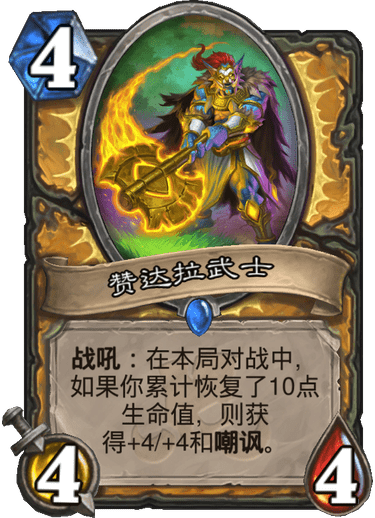 4
赞达拉武士
战吼：在本局对战中，
如果你累计恢复了10点
生命值，则获
得+4/+4和嘲讽。
4
4